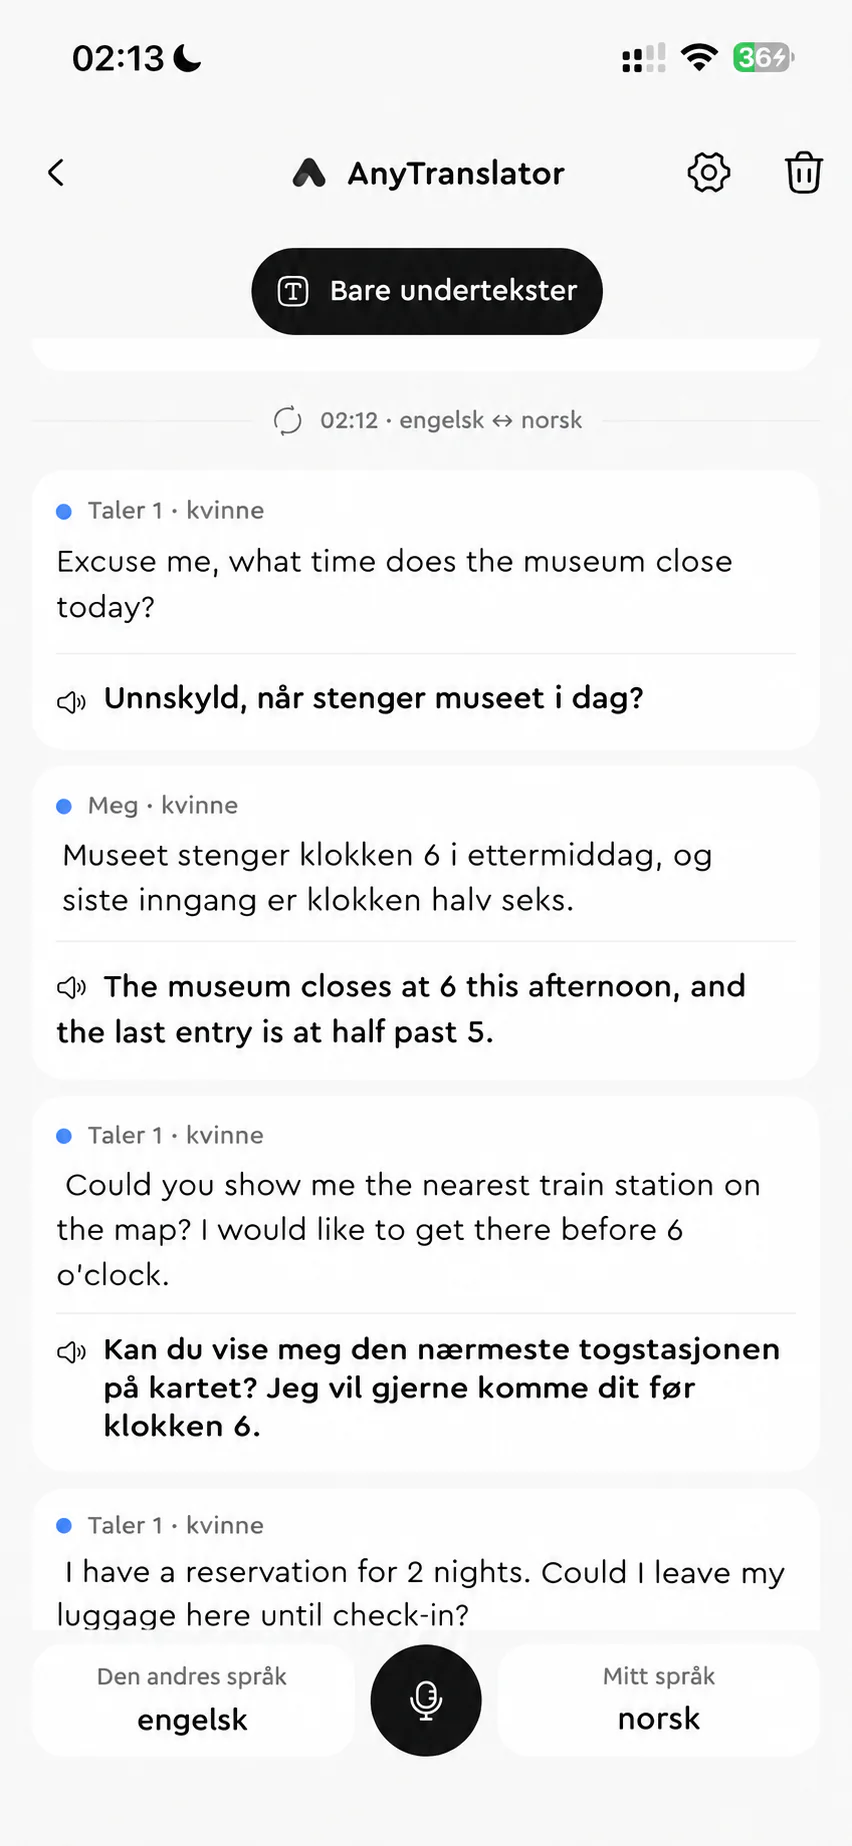 02:13
36
AnyTranslator
Bare undertekster
02:12 · engelsk ↔ norsk
Taler 1 · kvinne
Excuse me, what time does the museum close
today?
Unnskyld, når stenger museet i dag?
Meg · kvinne
Museet stenger klokken 6 i ettermiddag, og
siste inngang er klokken halv seks.
The museum closes at 6 this afternoon, and
the last entry is at half past 5.
Taler 1 · kvinne
Could you show me the nearest train station on
the map? I would like to get there before 6
o'clock.
Kan du vise meg den nærmeste togstasjonen
på kartet? Jeg vil gjerne komme dit før
klokken 6.
Taler 1 · kvinne
I have a reservation for 2 nights. Could I leave my
luggage here until check-in?
Den andres språk
engelsk
Mitt språk
norsk